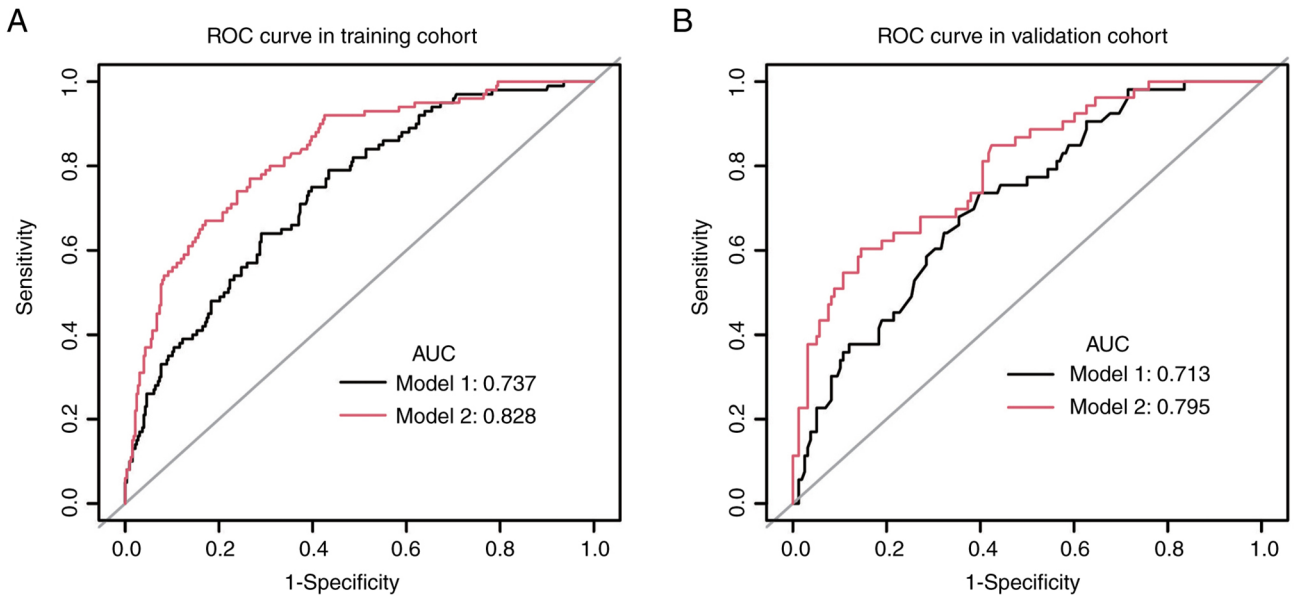 A
ROC curve in training cohort
Sensitivity
1.0
0.8
0.6
0.4
0.2
0.0
AUC
Model 1: 0.737
Model 2: 0.828
0.0 0.2 0.4 0.6 0.8 1.0
1-Specificity
B
ROC curve in validation cohort
Sensitivity
1.0
0.8
0.6
0.4
0.2
0.0
AUC
Model 1: 0.713
Model 2: 0.795
0.0 0.2 0.4 0.6 0.8 1.0
1-Specificity